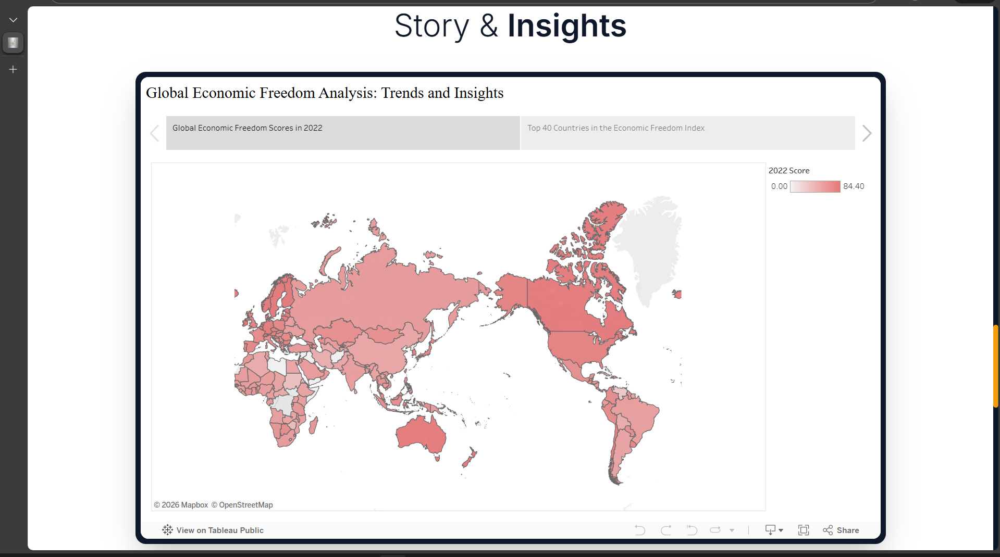 Story & Insights
Global Economic Freedom Analysis: Trends and Insights
Global Economic Freedom Scores in 2022
Top 40 Countries in the Economic Freedom Index
2022 Score
0.00 84.40
© 2026 Mapbox © OpenStreetMap
View on Tableau Public
Share